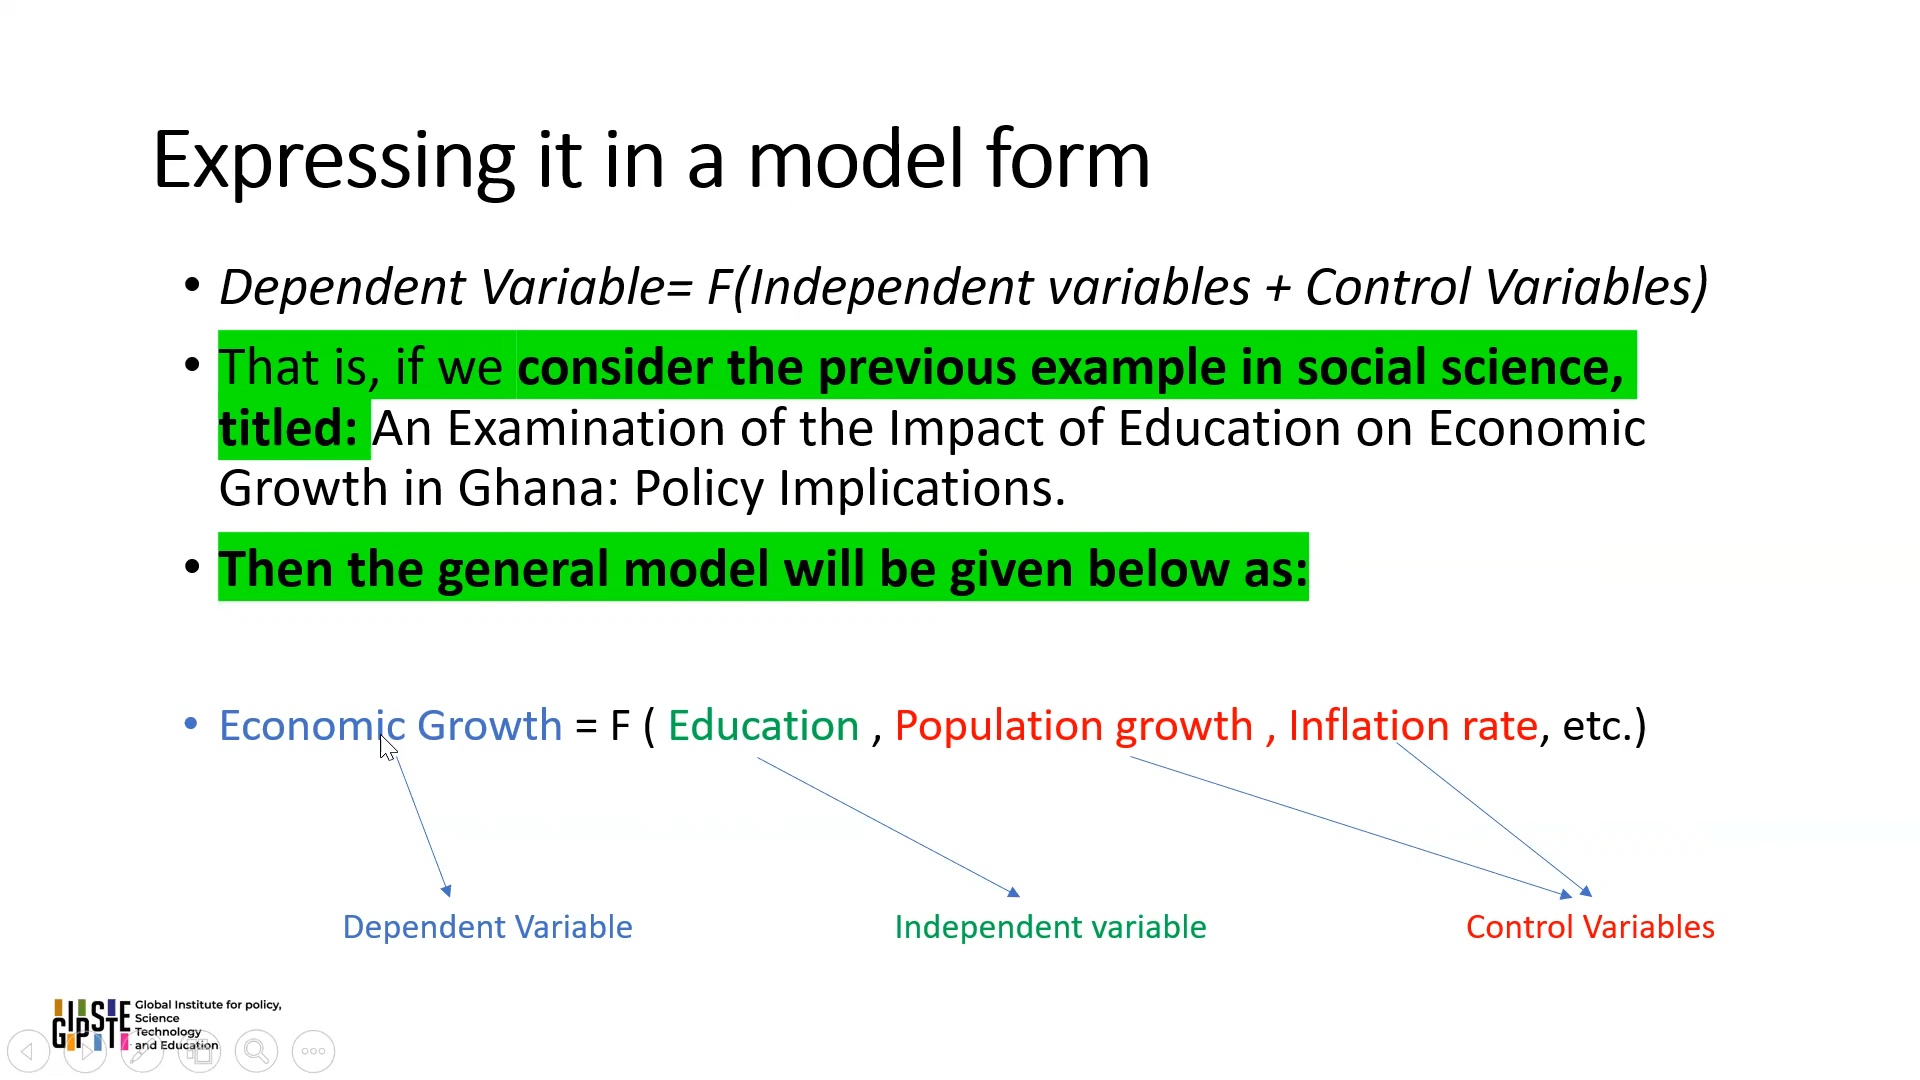 Expressing it in a model form
• Dependent Variable= F(Independent variables + Control Variables)
• That is, if we consider the previous example in social science,
titled: An Examination of the Impact of Education on Economic
Growth in Ghana: Policy Implications.
• Then the general model will be given below as:
• Economic Growth = F ( Education , Population growth , Inflation rate, etc.)
Dependent Variable
Independent variable
Control Variables
GIPSTE
Global Institute for policy,
Science
Technology
and Education